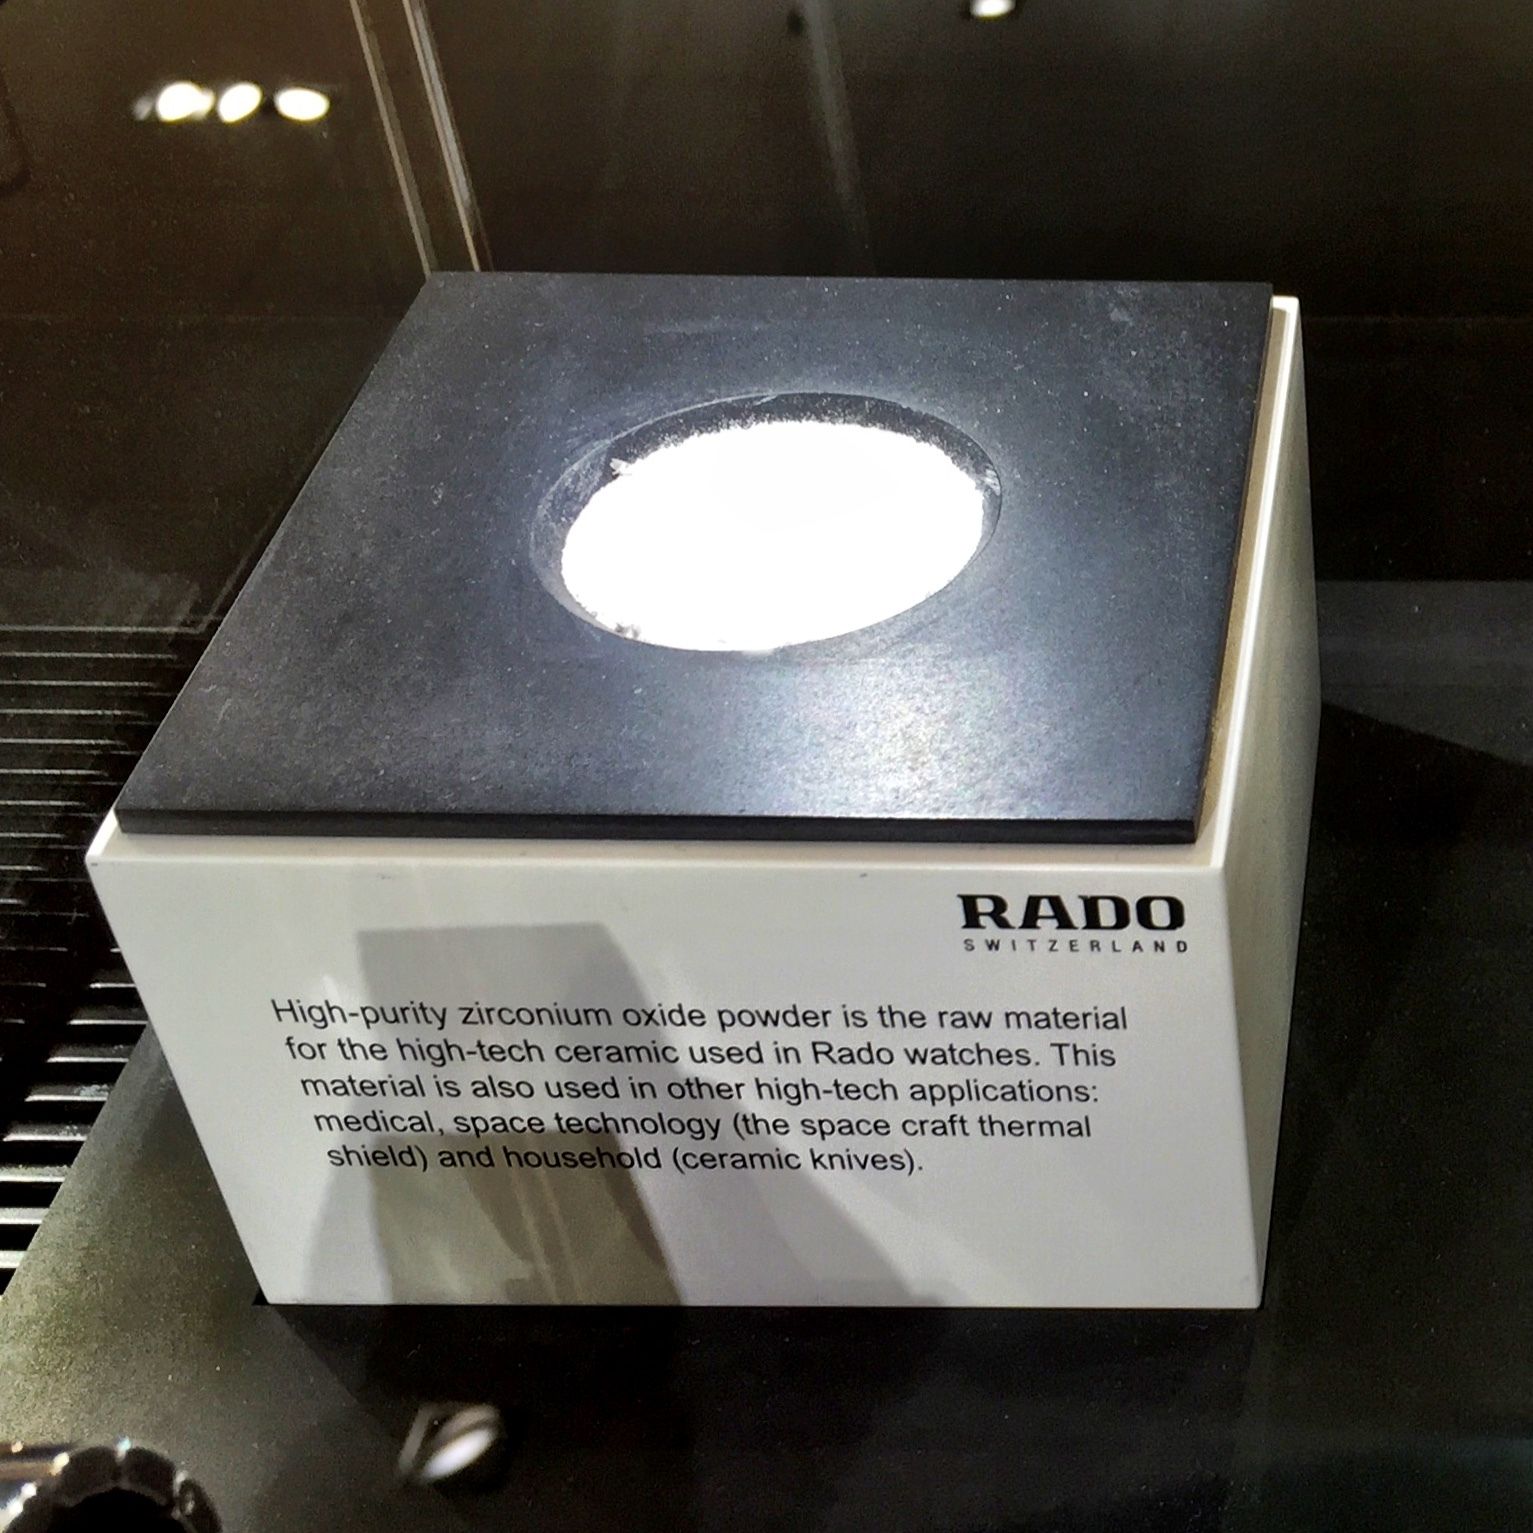 RADO
SWITZERLAND
High-purity zirconium oxide powder is the raw material
for the high-tech ceramic used in Rado watches. This
material is also used in other high-tech applications:
medical, space technology (the space craft thermal
shield) and household (ceramic knives).